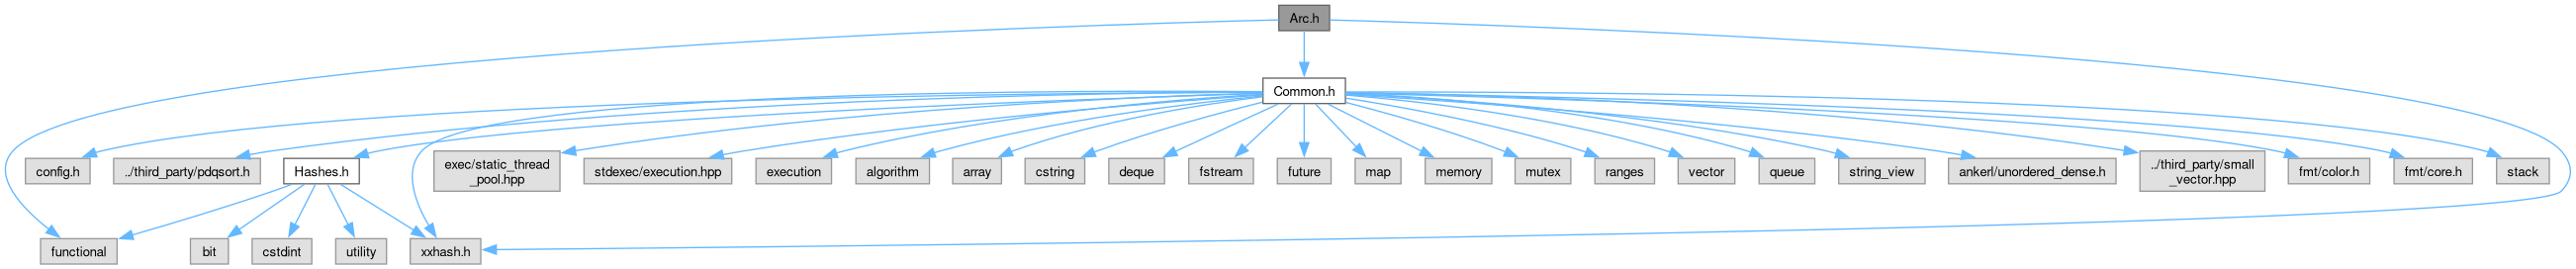 Arc.h
Common.h
config.h
../third_party/pdqsort.h
Hashes.h
exec/static_thread
_pool.hpp
stdexec/execution.hpp
execution
algorithm
array
cstring
deque
fstream
future
map
memory
mutex
ranges
vector
queue
string_view
ankerl/unordered_dense.h
../third_party/small
_vector.hpp
fmt/color.h
fmt/core.h
stack
functional
bit
cstdint
utility
xxhash.h